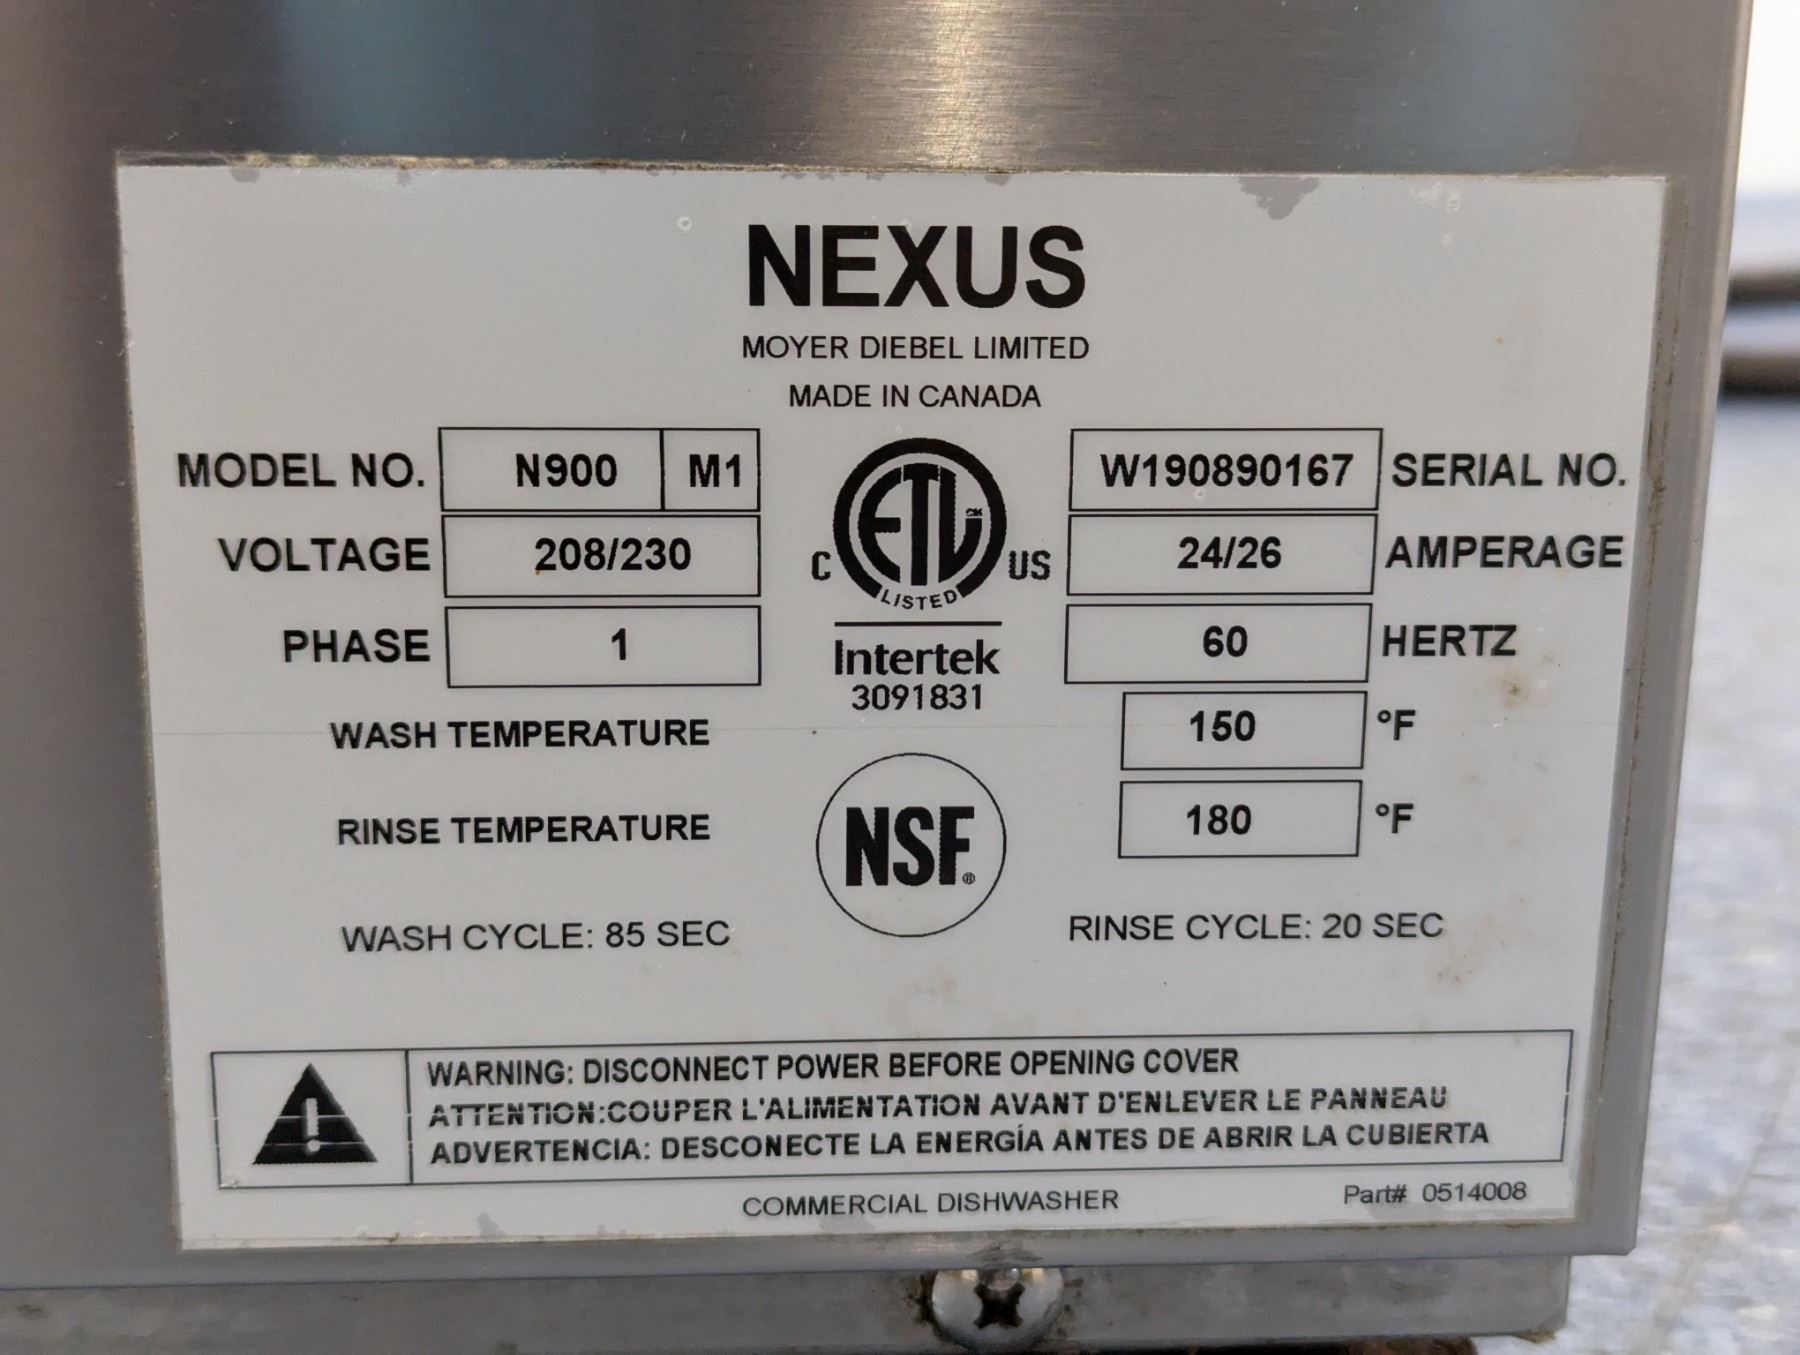 NEXUS
MOYER DIEBEL LIMITED
MADE IN CANADA
MODEL NO. N900 M1
W190890167 SERIAL NO.
VOLTAGE 208/230
24/26 AMPERAGE
PHASE 1
60 HERTZ
ETL CM
C US
LISTED
Intertek
3091831
WASH TEMPERATURE 150 °F
RINSE TEMPERATURE 180 °F
NSF®
WASH CYCLE: 85 SEC
RINSE CYCLE: 20 SEC
WARNING: DISCONNECT POWER BEFORE OPENING COVER
ATTENTION:COUPER L'ALIMENTATION AVANT D'ENLEVER LE PANNEAU
ADVERTENCIA: DESCONECTE LA ENERGÍA ANTES DE ABRIR LA CUBIERTA
!
COMMERCIAL DISHWASHER
Part# 0514008